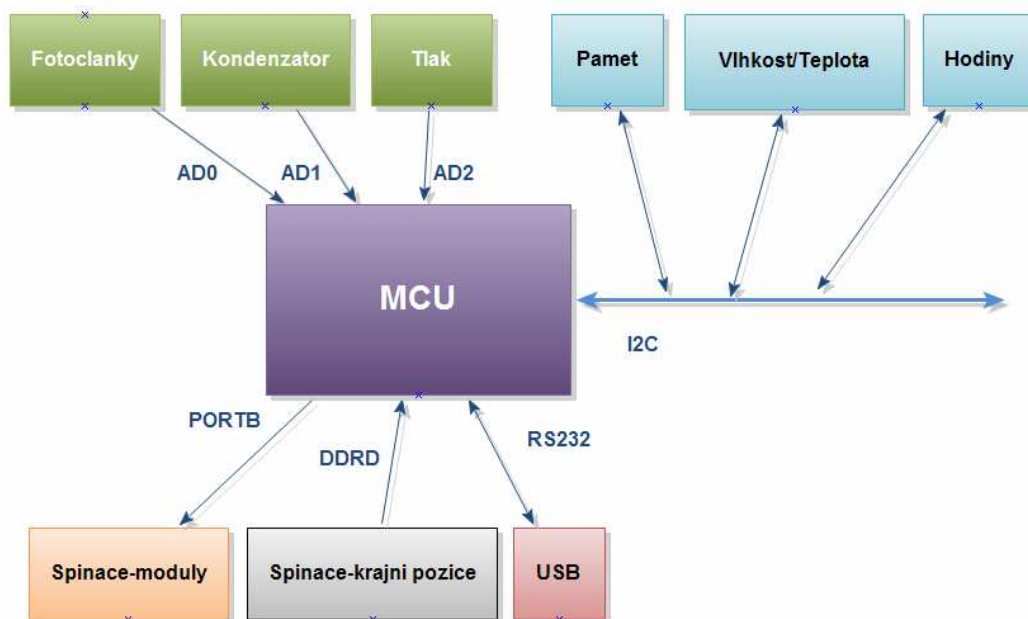 Fotoclanky
Kondenzator
Tlak
Pamet
Vlhkost/Teplota
Hodiny
AD0
AD1
AD2
MCU
I2C
PORTB
DDRD
RS232
Spinace-moduly
Spinace-krajni pozice
USB